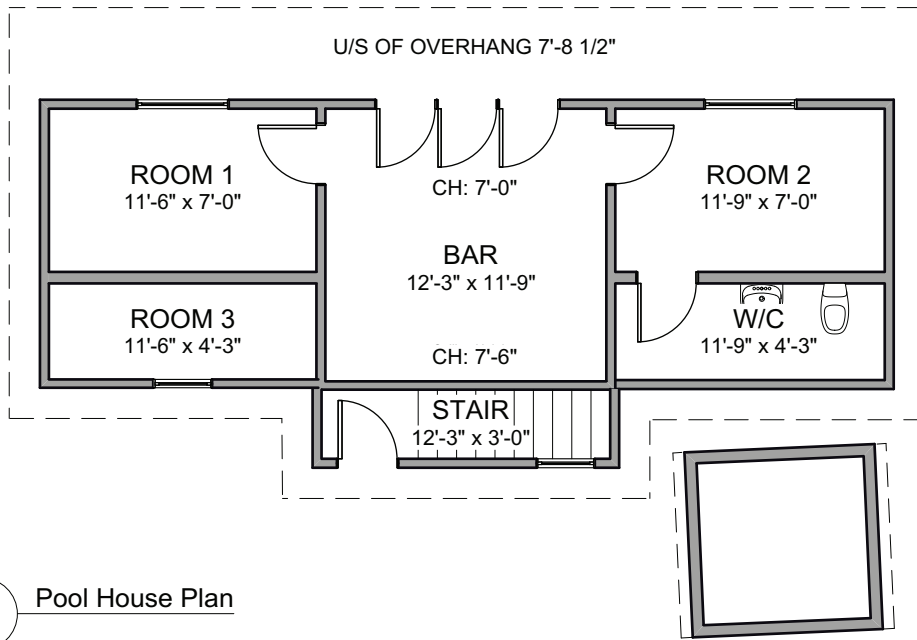 U/S OF OVERHANG 7'-8 1/2"
ROOM 1
11'-6" x 7'-0"
CH: 7'-0"
ROOM 2
11'-9" x 7'-0"
BAR
12'-3" x 11'-9"
ROOM 3
11'-6" x 4'-3"
W/C
11'-9" x 4'-3"
CH: 7'-6"
STAIR
12'-3" x 3'-0"
Pool House Plan